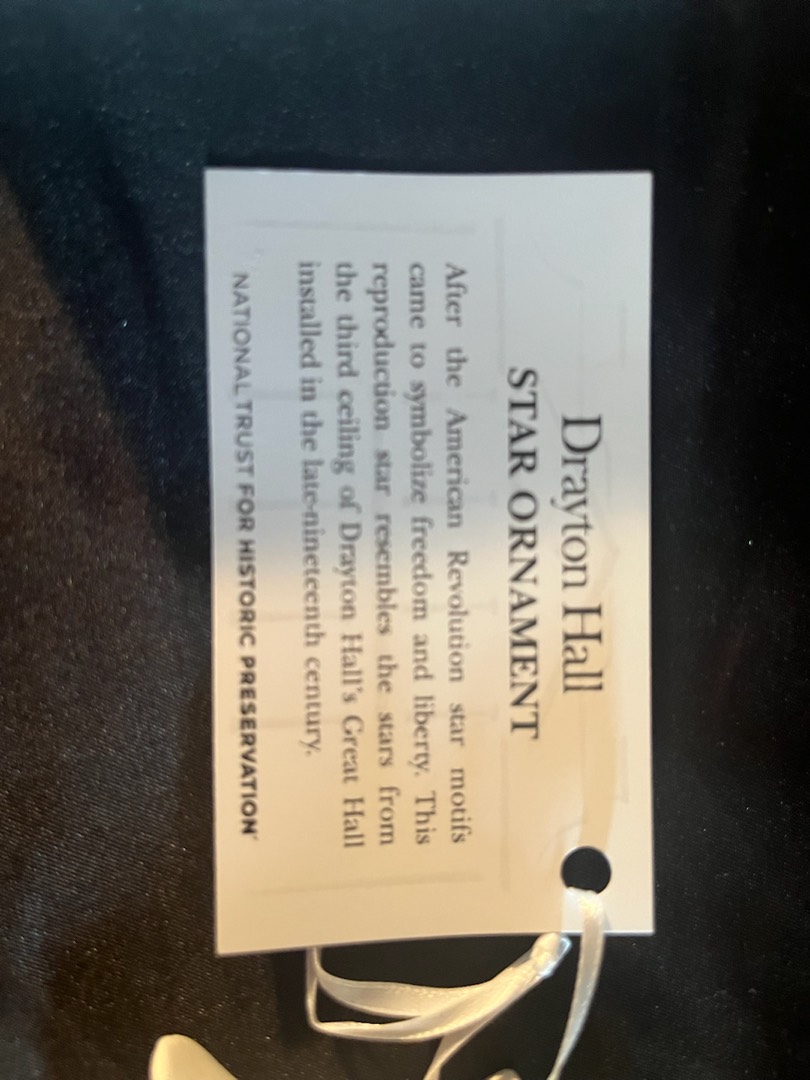 Drayton Hall
STAR ORNAMENT
After the American Revolution star motifs
came to symbolize freedom and liberty. This
reproduction star resembles the stars from
the third ceiling of Drayton Hall's Great Hall
installed in the late-nineteenth century.
NATIONAL TRUST FOR HISTORIC PRESERVATION®